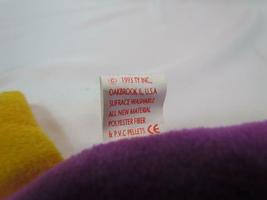 © 1993 TY INC.,
OAKBROOK IL, U.S.A
SURFACE WASHABLE
ALL NEW MATERIAL
POLYESTER FIBER
& P.V.C PELLETS CE